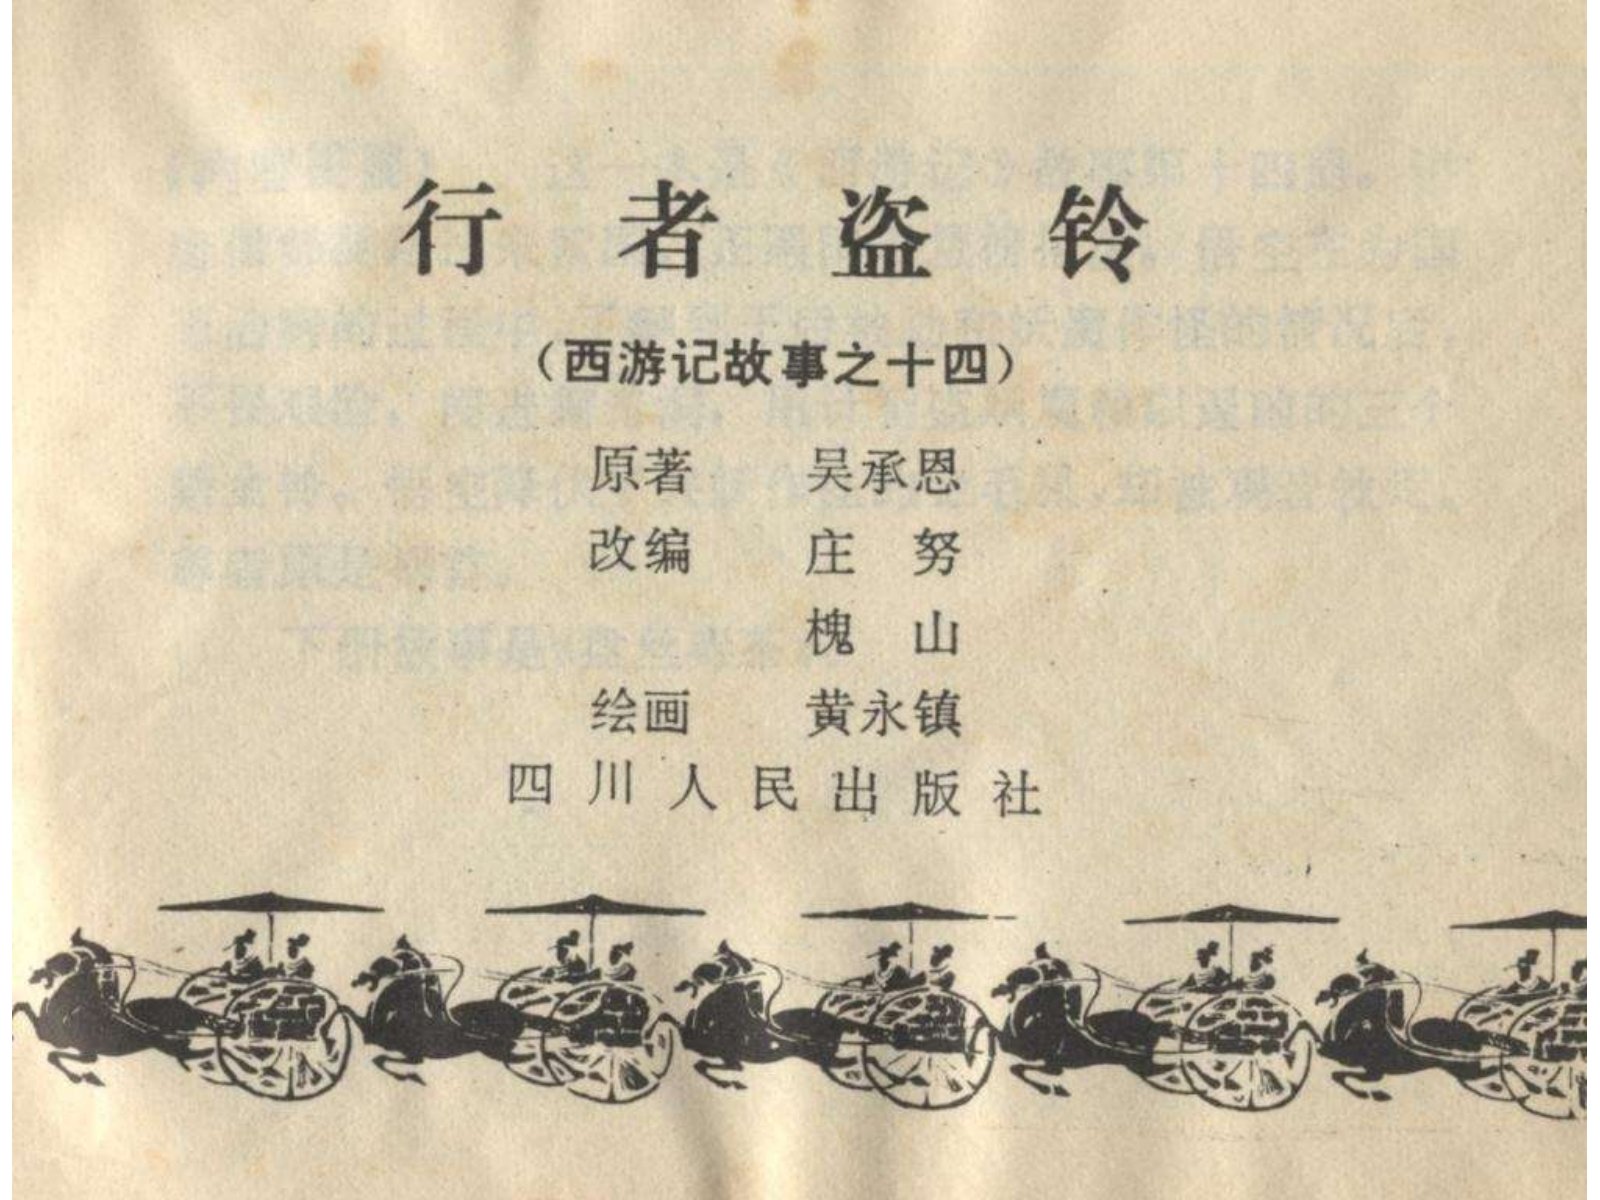 行者盗铃
（西游记故事之十四）
原著 吴承恩
改编 庄努
槐山
绘画 黄永镇
四川人民出版社